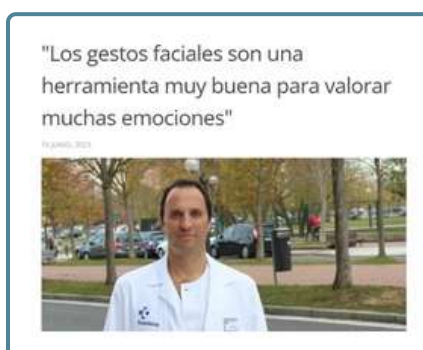 "Los gestos faciales son una
herramienta muy buena para valorar
muchas emociones"